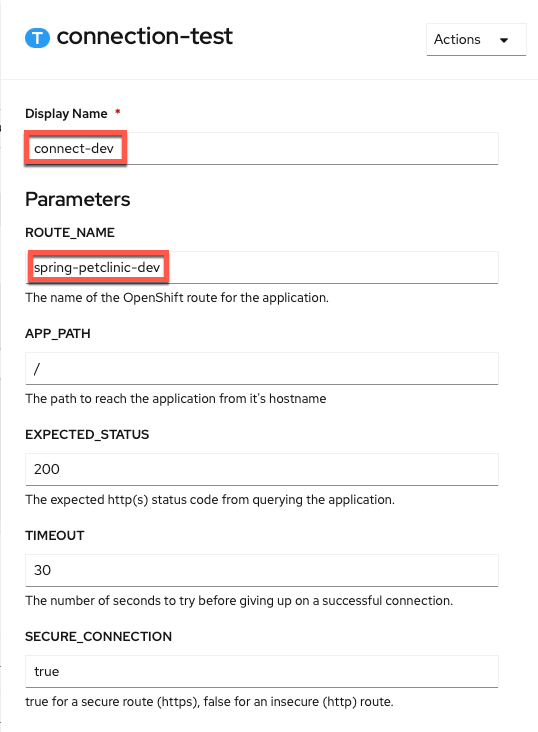 T connection-test
Actions
Display Name *
connect-dev
Parameters
ROUTE_NAME
spring-petclinic-dev
The name of the OpenShift route for the application.
APP_PATH
/
The path to reach the application from it's hostname
EXPECTED_STATUS
200
The expected http(s) status code from querying the application.
TIMEOUT
30
The number of seconds to try before giving up on a successful connection.
SECURE_CONNECTION
true
true for a secure route (https), false for an insecure (http) route.